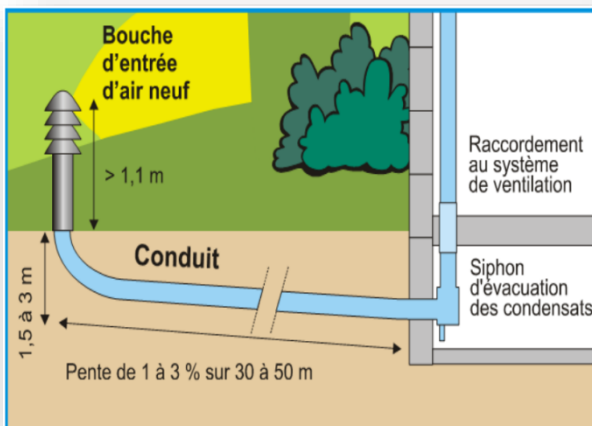 Bouche
d'entrée
d'air neuf
> 1,1 m
Raccordement
au système
de ventilation
Conduit
Siphon
d'évacuation
des condensats
1,5 à 3 m
Pente de 1 à 3 % sur 30 à 50 m